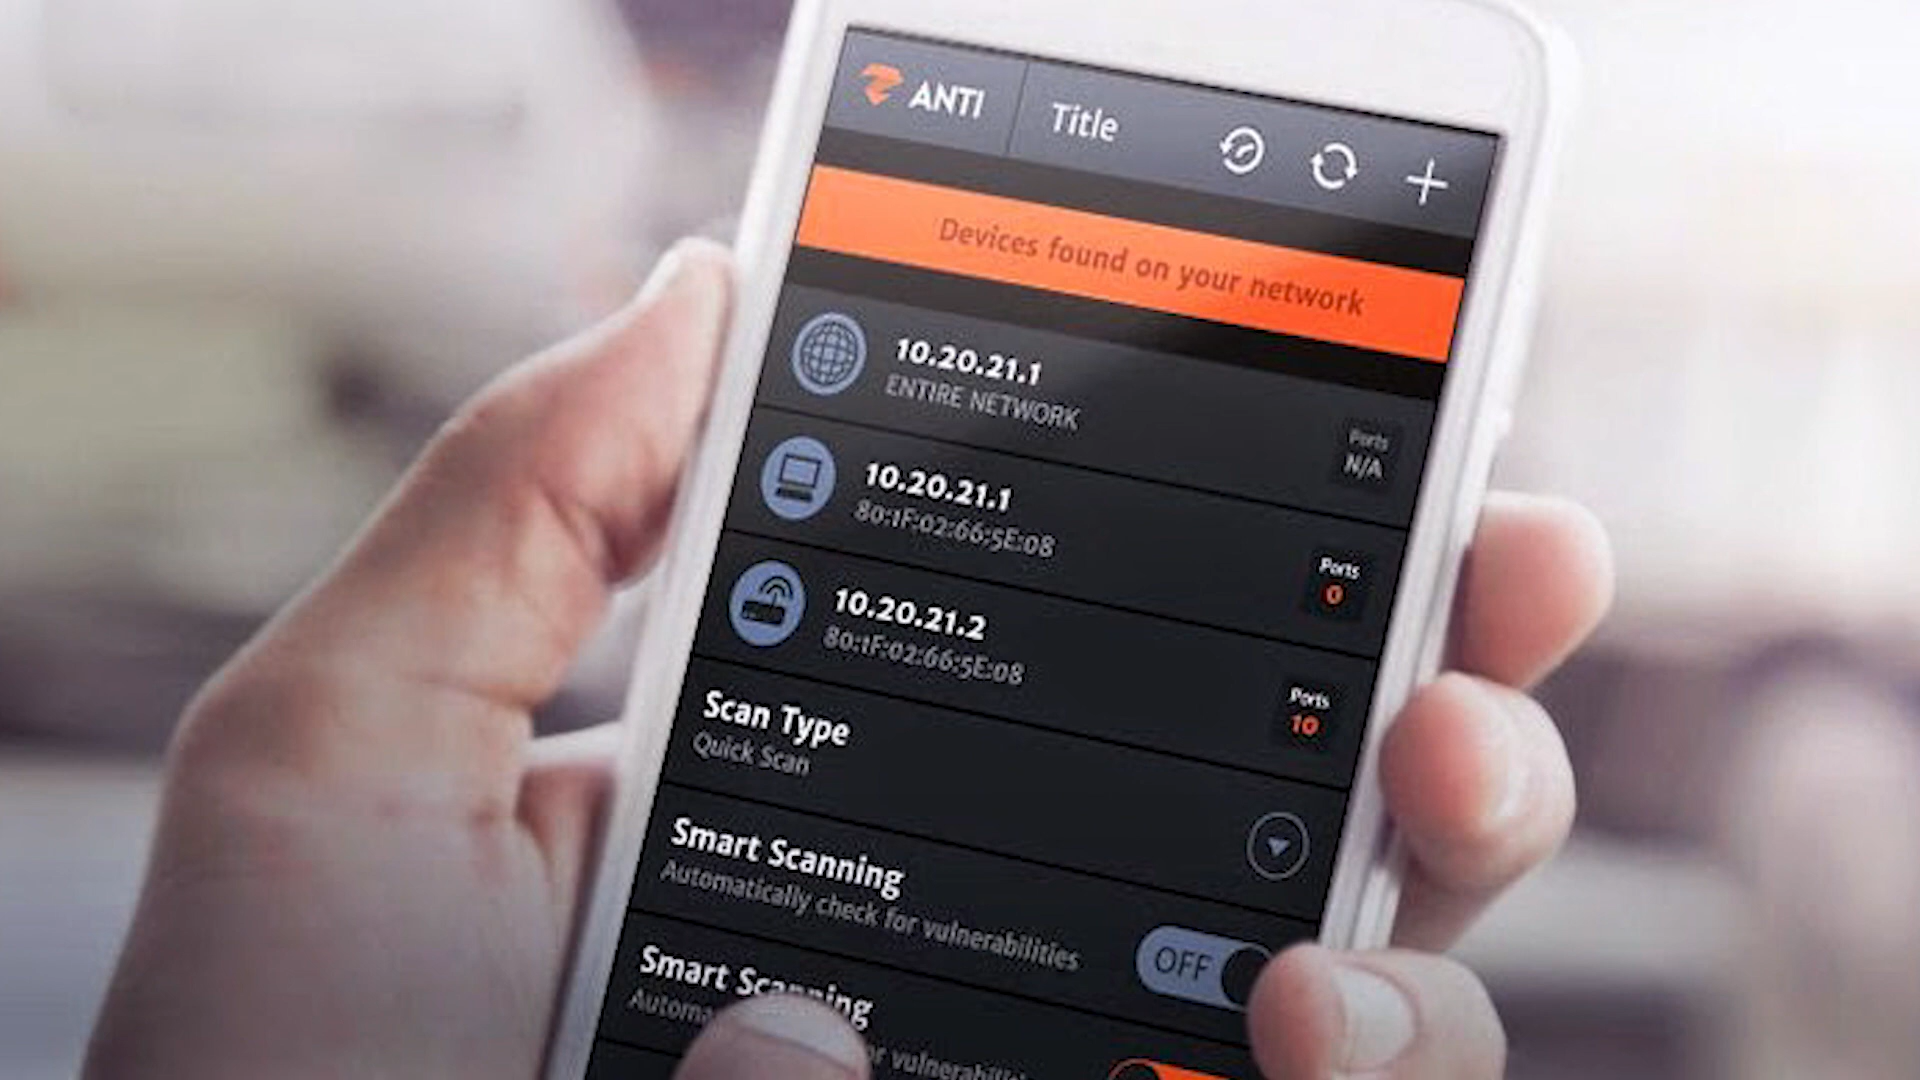 ANTI
Title
Devices found on your network
10.20.21.1
ENTIRE NETWORK
Ports
N/A
10.20.21.1
80:1F:02:66:5E:08
Ports
0
10.20.21.2
80:1F:02:66:5E:08
Ports
10
Scan Type
Quick Scan
Smart Scanning
Automatically check for vulnerabilities
OFF
Smart Scanning